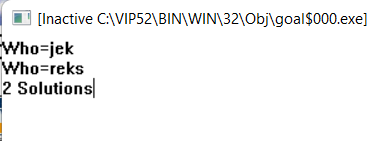 [Inactive C:\VIP52\BIN\WIN\32\Obj\goal$000.exe]
Who=jek
Who=reks
2 Solutions